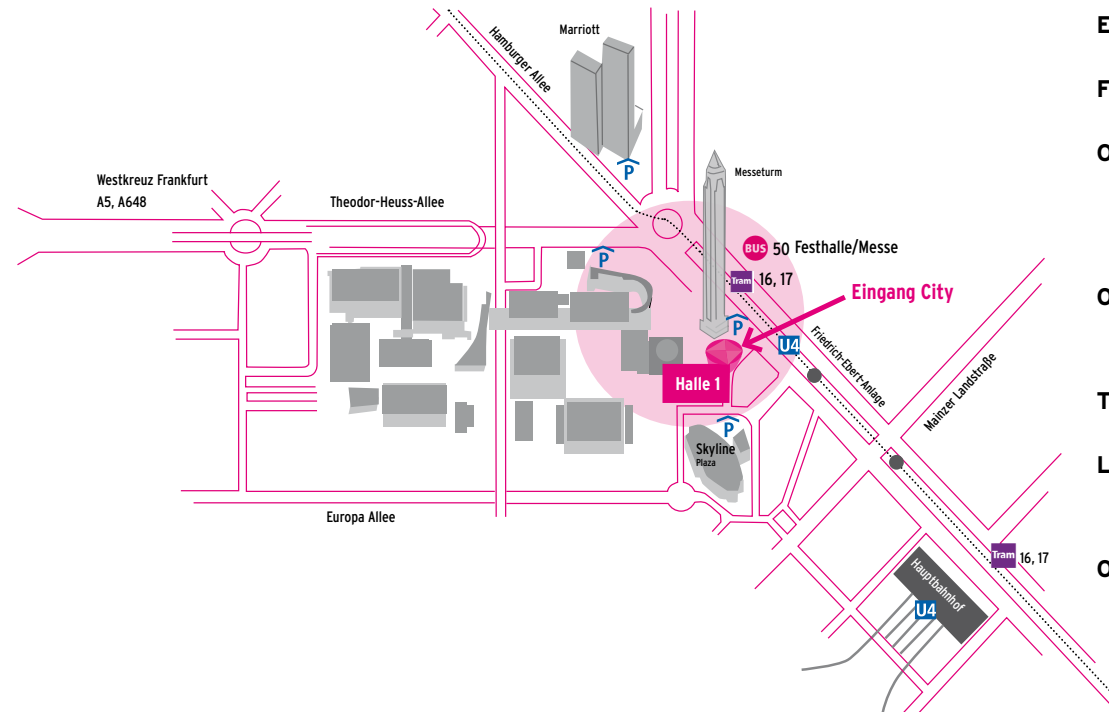 Hamburger Allee
Marriott
P
Messeturm
Westkreuz Frankfurt
A5, A648
Theodor-Heuss-Allee
P
BUS 50 Festhalle/Messe
Tram 16, 17
Eingang City
P
U4
Friedrich-Ebert-Anlage
Mainzer Landstraße
Halle 1
P
Skyline
Plaza
Europa Allee
Tram 16, 17
Hauptbahnhof
U4
E
F
O
O
T
L
O